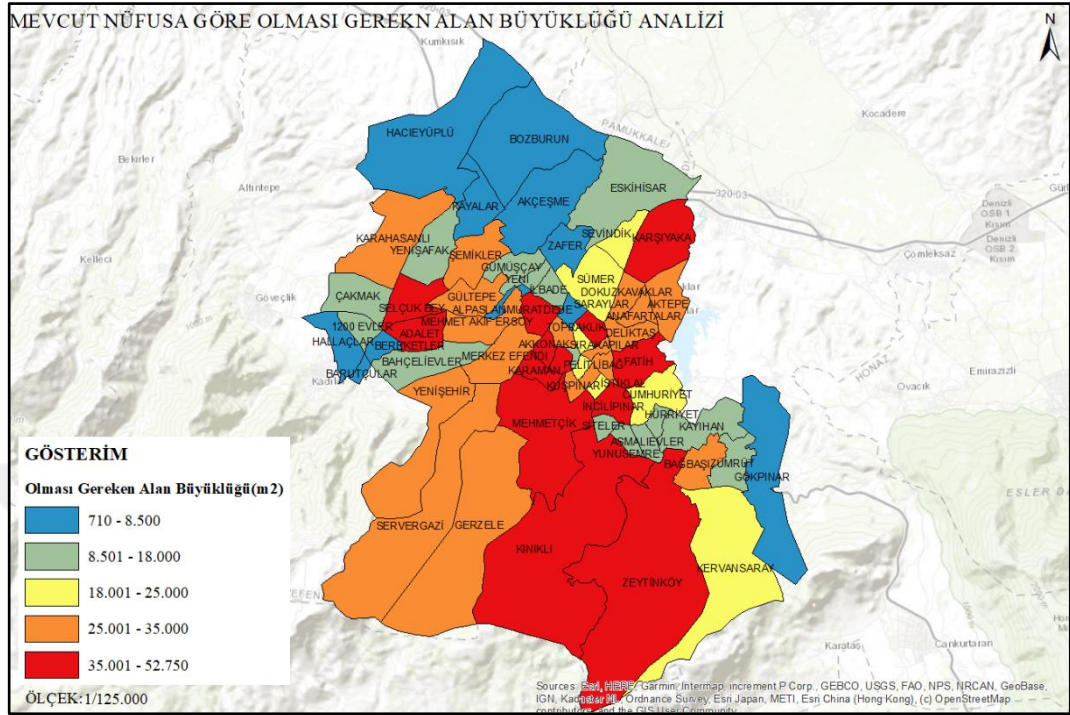 MEVCUT NÜFUSA GÖRE OLMASI GEREKN ALAN BÜYÜKLÜĞÜ ANALİZİ
N
Kumkısık
Kocadere
HACIEYÜPLÜ
BOZBURUN
PAMUKKALE
Bekirler
Altıntepe
ESKİHİSAR
320-03
KAYALAR
AKÇEŞME
Denizli
OSB 1
Kısım
Denizli
OSB 2
Kısım
KARAHASANLI
YENİŞAFAK
ŞEMİKLER
ZAFER
SEVİNDİK
KARŞIYAKA
Kelleci
Çömleksaz
GÜMÜŞÇAY
YENİ
İLBADE
SÜMER
Göveçlik
ÇAKMAK
SELÇUK BEY
GÜLTEPE
ALPASLAN
MURATDEDE
DOKUZKAVAKLAR
SARAYLAR
AKTEPE
ANAFARTALAR
1200 EVLER
ADALET
MEHMET AKİF ERSOY
TOPRAKLIK
DELİKTAŞ
HALLAÇLAR
BEREKETLER
BAHÇELİEVLER
MERKEZ EFENDİ
AKKONAK
SIRAKAPILAR
BARUTÇULAR
KARAMAN
PELİTLİBAĞ
FATİH
HONAZ
Emirazizli
Ovacık
YENİŞEHİR
KUŞPINAR
İSTİKLAL
CUMHURİYET
İNCİLİPINAR
MEHMETÇİK
HÜRRİYET
SİTELER
KAYIHAN
ASMALIEVLER
YUNUSEMRE
BAĞBAŞI
ZÜMRÜT
GÖKPINAR
SERVERGAZİ
GERZELE
KINIKLI
ZEYTİNKÖY
KERVANSARAY
GÖSTERİM
Olması Gereken Alan Büyüklüğü(m2)
710 - 8.500
8.501 - 18.000
18.001 - 25.000
25.001 - 35.000
35.001 - 52.750
ÖLÇEK:1/125.000
Karataş
Cankurtaran
Sources: Esri, HERE, Garmin, Intermap, increment P Corp., GEBCO, USGS, FAO, NPS, NRCAN, GeoBase,
IGN, Kadaster NL, Ordnance Survey, Esri Japan, METI, Esri China (Hong Kong), (c) OpenStreetMap
contributors, and the GIS User Community